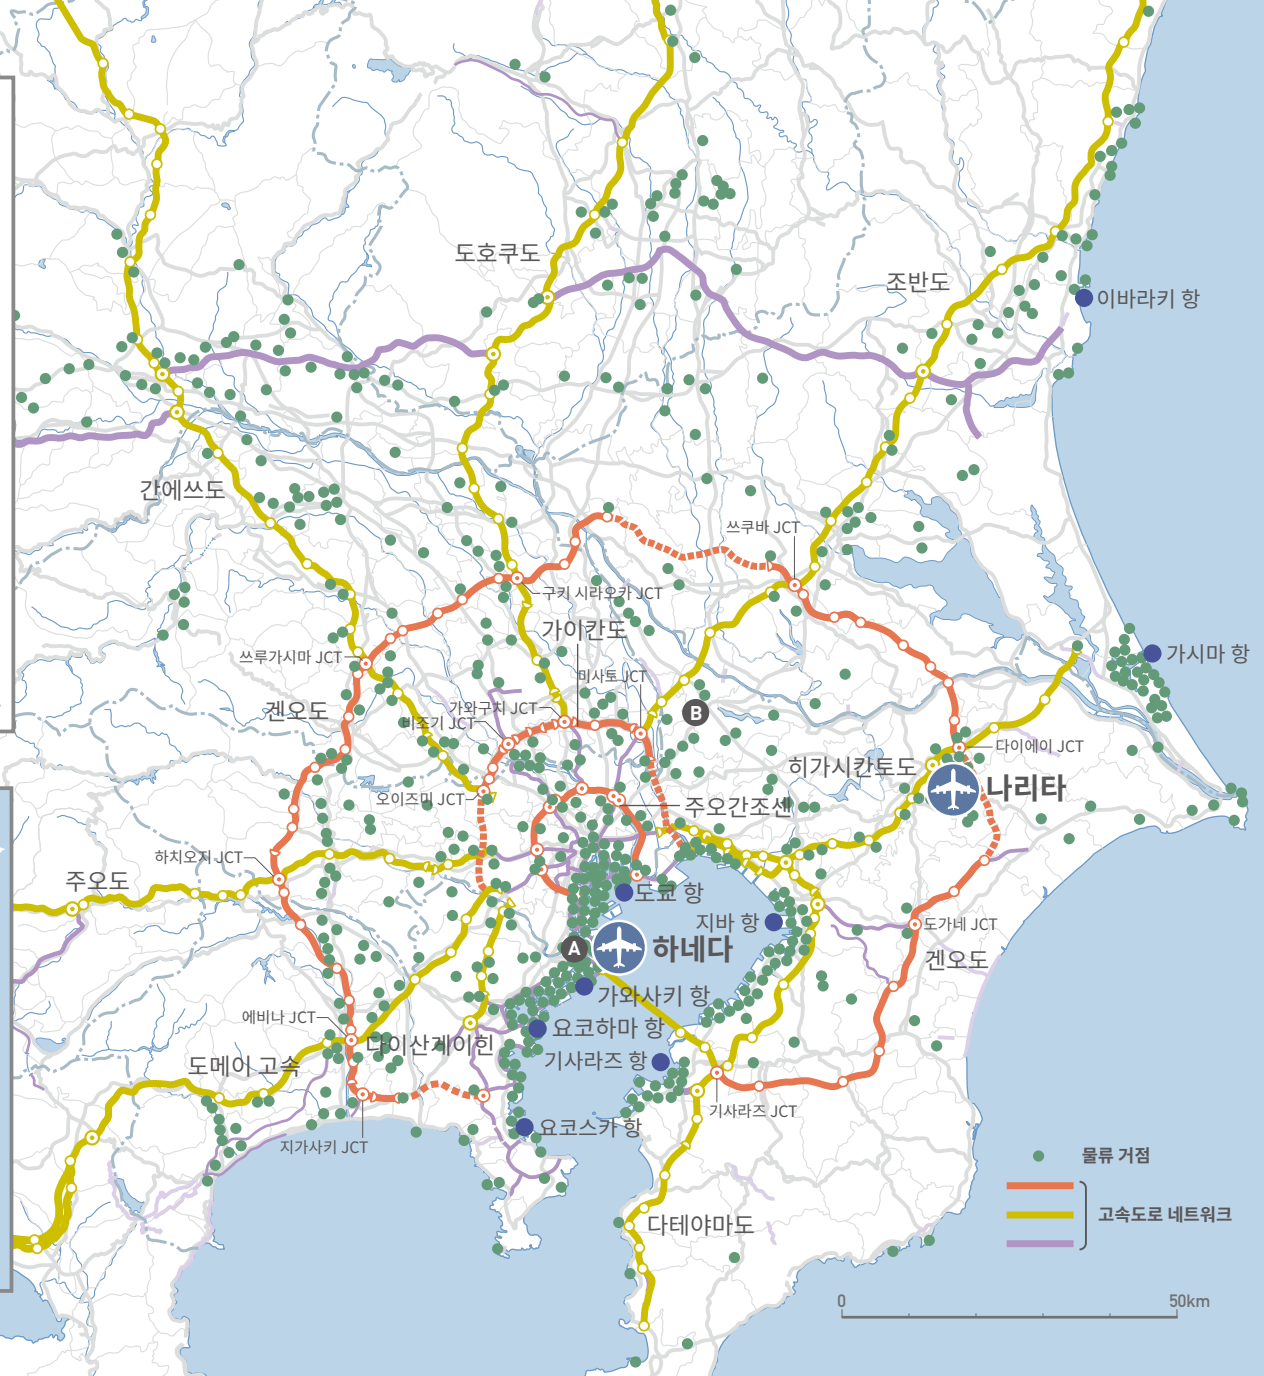 도호쿠도
조반도
이바라키 항
간에쓰도
쓰쿠바 JCT
구키 시라오카 JCT
가이칸도
쓰루가시마 JCT
가시마 항
미사토 JCT
겐오도
가와구치 JCT
비조기 JCT
B
다이에이 JCT
히가시칸토도
나리타
오이즈미 JCT
주오간조센
하치오지 JCT
주오도
도쿄 항
지바 항
도가네 JCT
A
하네다
겐오도
가와사키 항
에비나 JCT
요코하마 항
다이산게이힌
기사라즈 항
도메이 고속
기사라즈 JCT
요코스카 항
지가사키 JCT
물류 거점
고속도로 네트워크
다테야마도
0
50km